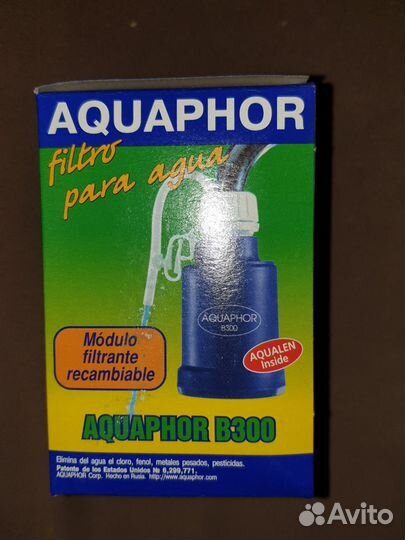 AQUAPHOR
filtro
para agua
AQUAPHOR
B300
Módulo
filtrante
recambiable
AQUALEN
Inside
AQUAPHOR B300
Elimina del agua el cloro, fenol, metales pesados, pesticidas.
Patente de los Estados Unidos № 6,299,771.
AQUAPHOR Corp. Hecho en Rusia. http://www.aquaphor.com
Avito